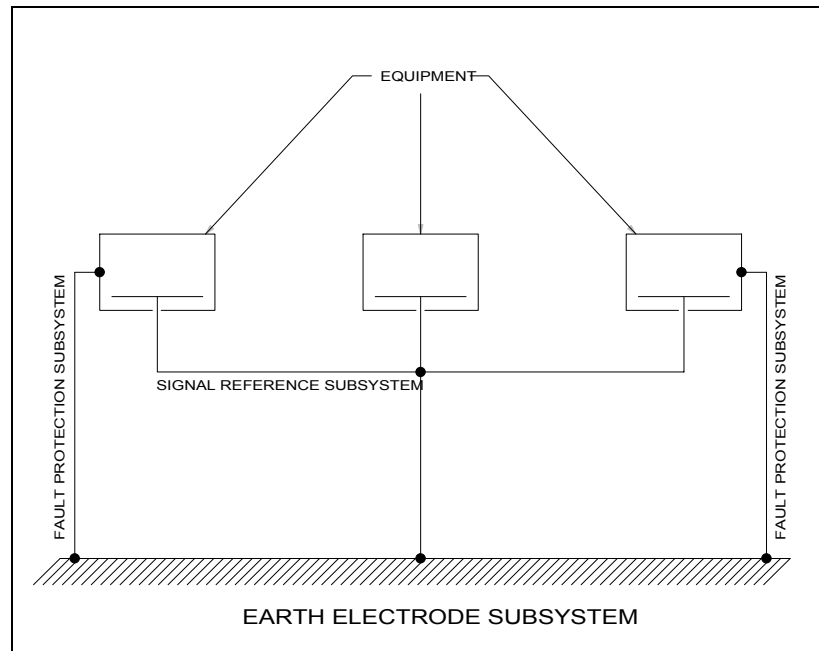 EQUIPMENT
FAULT PROTECTION SUBSYSTEM
FAULT PROTECTION SUBSYSTEM
SIGNAL REFERENCE SUBSYSTEM
EARTH ELECTRODE SUBSYSTEM